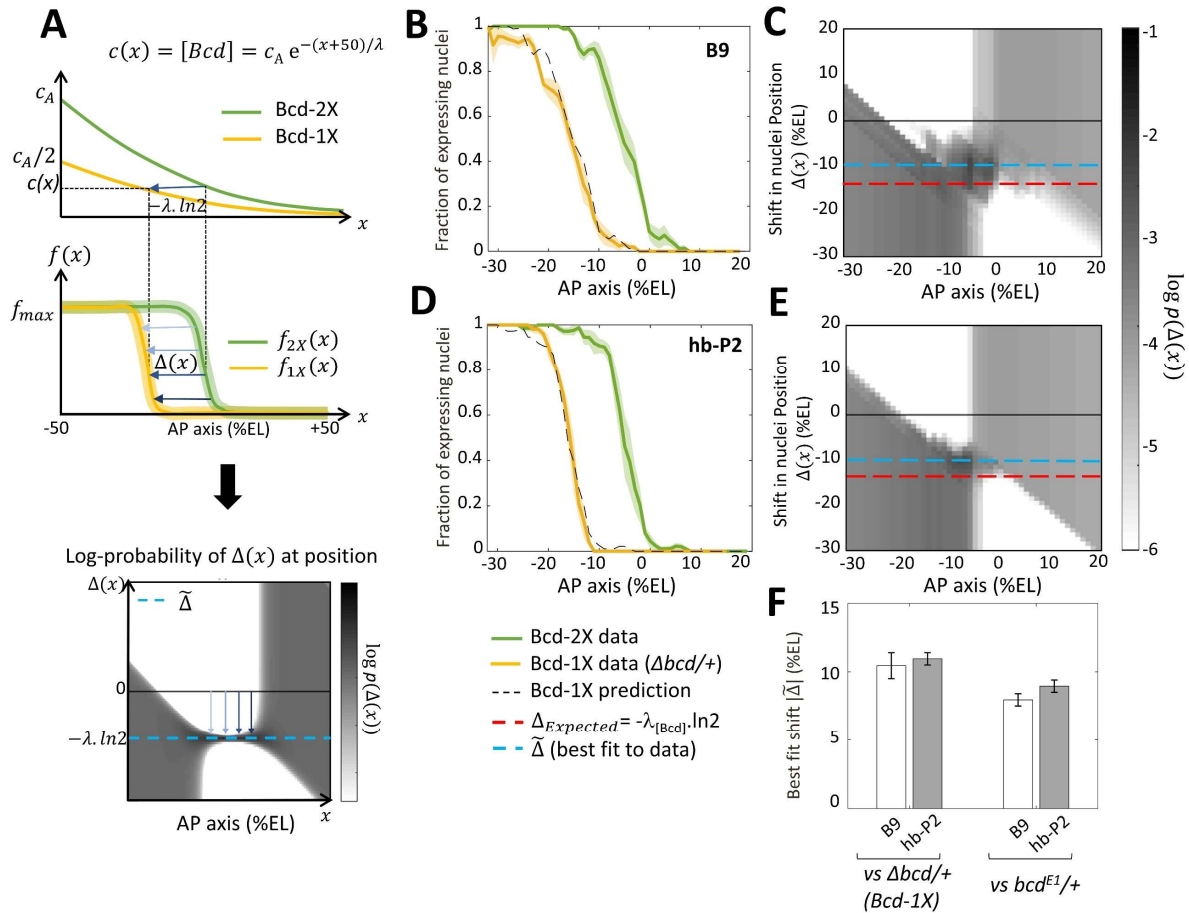 A
c(x) = [Bcd] = c_A e^{-(x+50)/λ}
c_A
c_A/2
c(x)
Bcd-2X
Bcd-1X
−λ.ln2
x
f(x)
f_max
Δ(x)
f_2X(x)
f_1X(x)
x
-50
AP axis (%EL)
+50
Log-probability of Δ(x) at position
Δ(x)
Δ̃
0
−λ.ln2
log p(Δ(x))
AP axis (%EL)
x
B
B9
Fraction of expressing nuclei
1
0.8
0.6
0.4
0.2
0
-30 -20 -10 0 10 20
AP axis (%EL)
C
Shift in nuclei Position
Δ(x) (%EL)
20
10
0
-10
-20
-30
-30 -20 -10 0 10 20
AP axis (%EL)
D
hb-P2
Fraction of expressing nuclei
1
0.8
0.6
0.4
0.2
0
-30 -20 -10 0 10 20
AP axis (%EL)
E
Shift in nuclei Position
Δ(x) (%EL)
20
10
0
-10
-20
-30
-30 -20 -10 0 10 20
AP axis (%EL)
-1
-2
-3
-4
-5
-6
log p(Δ(x))
Bcd-2X data
Bcd-1X data (Δbcd/+)
Bcd-1X prediction
Δ_Expected = -λ_[Bcd].ln2
Δ̃ (best fit to data)
F
Best fit shift |Δ̃| (%EL)
15
10
5
0
B9
hb-P2
B9
hb-P2
vs Δbcd/+
(Bcd-1X)
vs bcd^E1/+